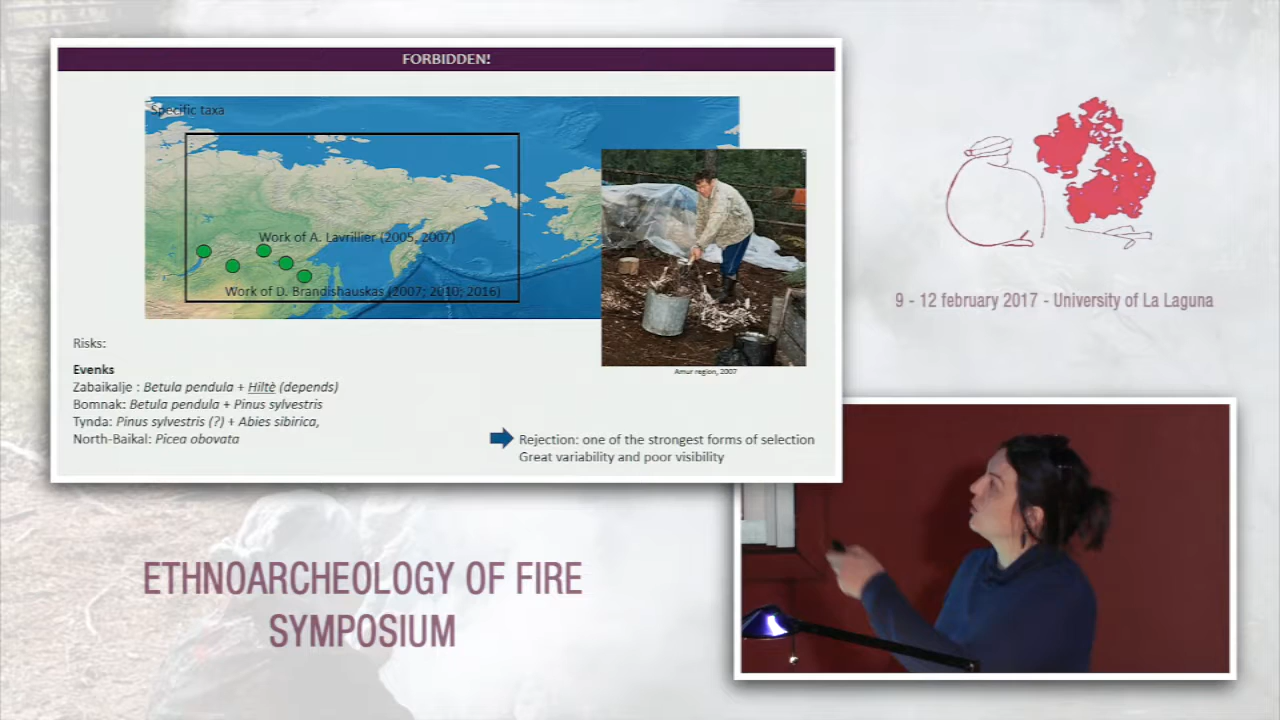 FORBIDDEN!
Specific taxa
Work of A. Lavrillier (2005, 2007)
Work of D. Brandishauskas (2007; 2010; 2016)
Amur region, 2007
Risks:
Evenks
Zabaikalje : Betula pendula + Hiltè (depends)
Bomnak: Betula pendula + Pinus sylvestris
Tynda: Pinus sylvestris (?) + Abies sibirica,
North-Baikal: Picea obovata
Rejection: one of the strongest forms of selection
Great variability and poor visibility
9 - 12 february 2017 - University of La Laguna
ETHNOARCHEOLOGY OF FIRE
SYMPOSIUM